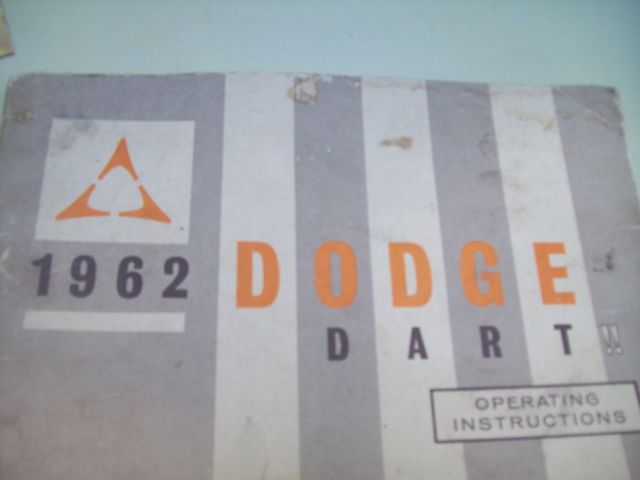 1962 DODGE
DART!!
OPERATING
INSTRUCTIONS